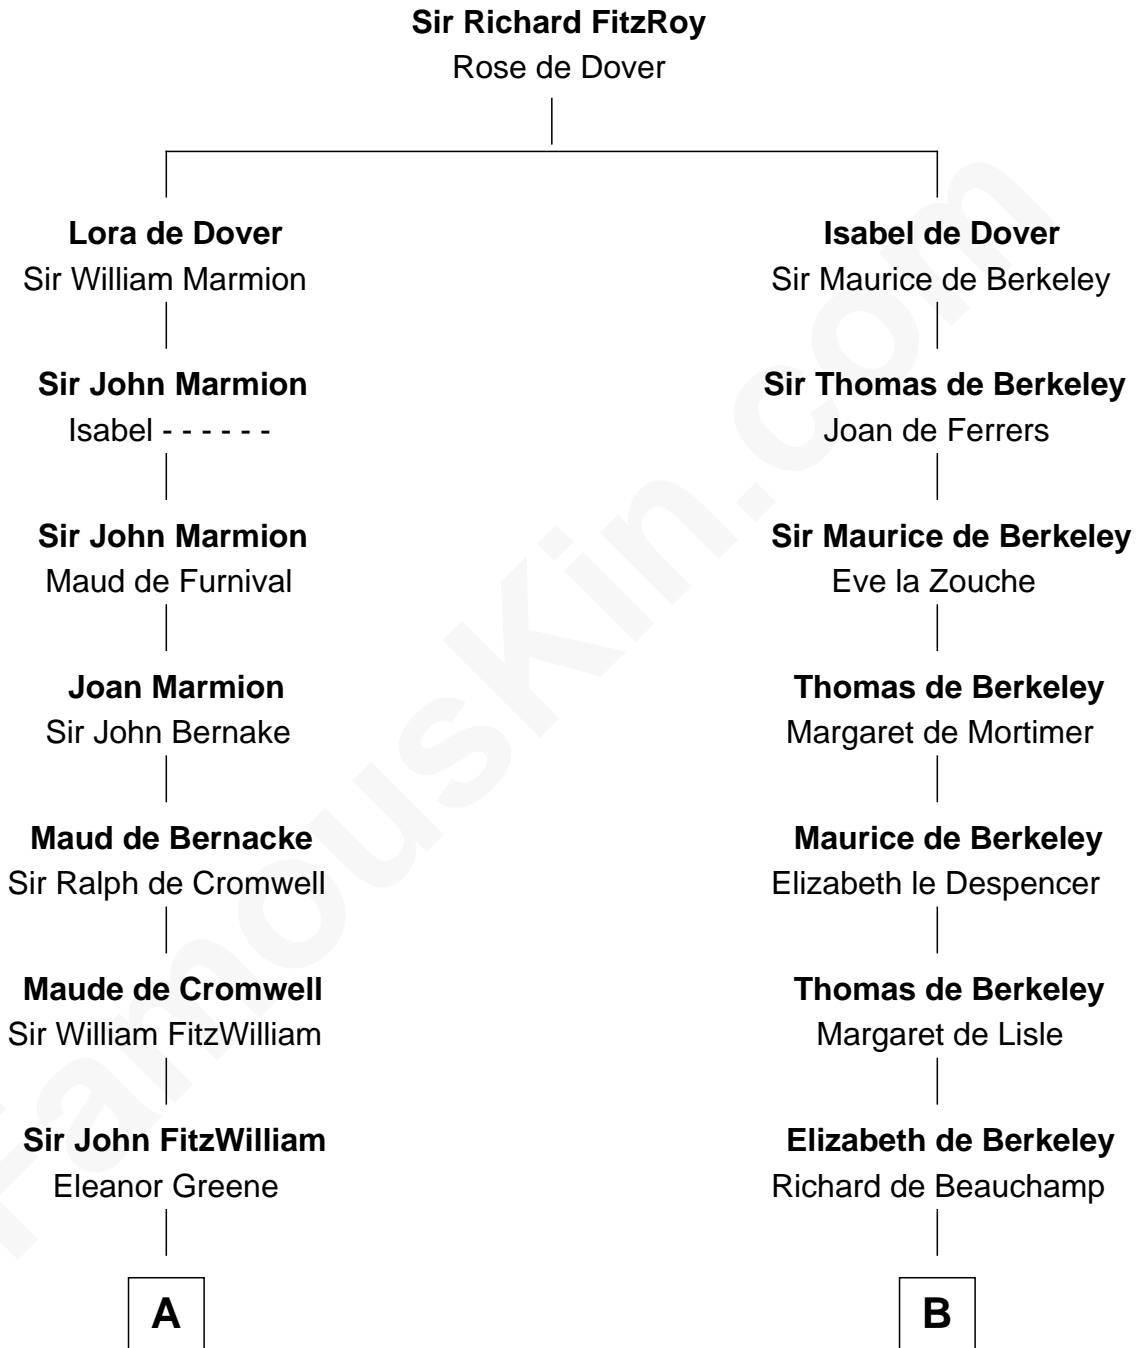 Sir Richard FitzRoy
Rose de Dover
Lora de Dover
Sir William Marmion
Isabel de Dover
Sir Maurice de Berkeley
Sir John Marmion
Isabel - - - - - -
Sir Thomas de Berkeley
Joan de Ferrers
Sir John Marmion
Maud de Furnival
Sir Maurice de Berkeley
Eve la Zouche
Joan Marmion
Sir John Bernake
Thomas de Berkeley
Margaret de Mortimer
Maud de Bernacke
Sir Ralph de Cromwell
Maurice de Berkeley
Elizabeth le Despencer
Maude de Cromwell
Sir William FitzWilliam
Thomas de Berkeley
Margaret de Lisle
Sir John FitzWilliam
Eleanor Greene
Elizabeth de Berkeley
Richard de Beauchamp
A
B
FamousKin.com